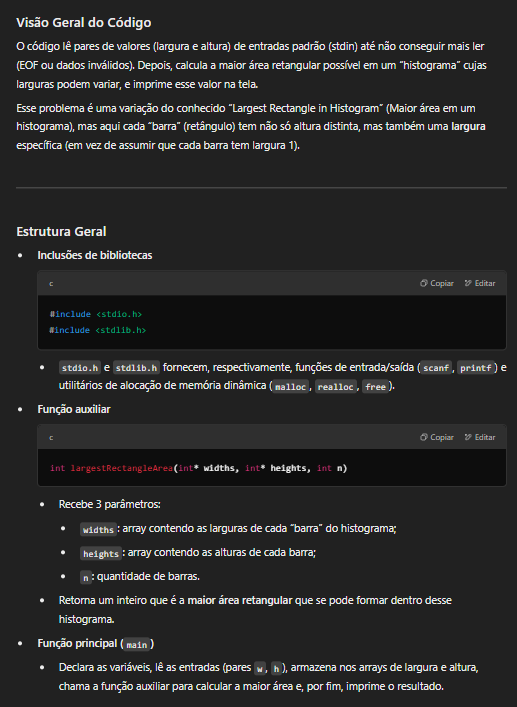 Visão Geral do Código
O código lê pares de valores (largura e altura) de entradas padrão (stdin) até não conseguir mais ler
(EOF ou dados inválidos). Depois, calcula a maior área retangular possível em um “histograma” cujas
larguras podem variar, e imprime esse valor na tela.
Esse problema é uma variação do conhecido “Largest Rectangle in Histogram” (Maior área em um
histograma), mas aqui cada “barra” (retângulo) tem não só altura distinta, mas também uma largura
específica (em vez de assumir que cada barra tem largura 1).
Estrutura Geral
• Inclusões de bibliotecas
c Copiar Editar
#include <stdio.h>
#include <stdlib.h>
• stdio.h e stdlib.h fornecem, respectivamente, funções de entrada/saída (scanf, printf) e
utilitários de alocação de memória dinâmica (malloc, realloc, free).
• Função auxiliar
c Copiar Editar
int largestRectangleArea(int* widths, int* heights, int n)
• Recebe 3 parâmetros:
• widths: array contendo as larguras de cada “barra” do histograma;
• heights: array contendo as alturas de cada barra;
• n: quantidade de barras.
• Retorna um inteiro que é a maior área retangular que se pode formar dentro desse
histograma.
• Função principal (main)
• Declara as variáveis, lê as entradas (pares w, h), armazena nos arrays de largura e altura,
chama a função auxiliar para calcular a maior área e, por fim, imprime o resultado.